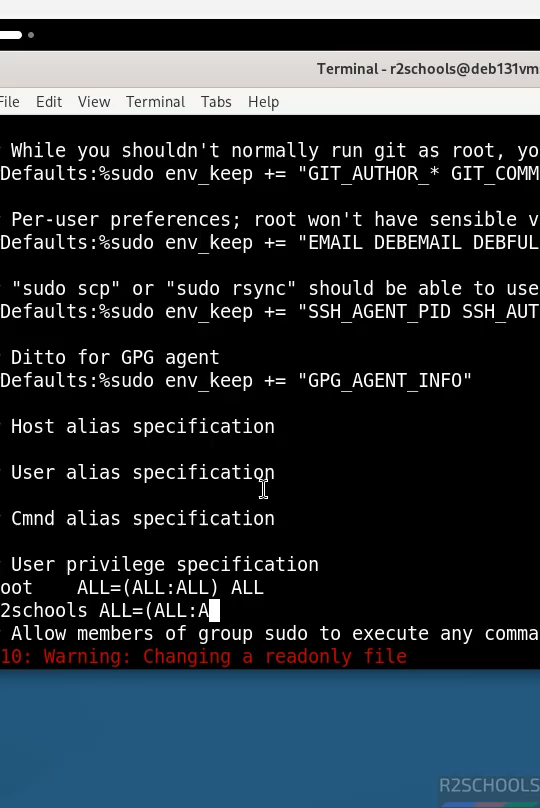 Terminal - r2schools@deb131vm
File Edit View Terminal Tabs Help
While you shouldn't normally run git as root, yo
Defaults:%sudo env_keep += "GIT_AUTHOR_* GIT_COMM
Per-user preferences; root won't have sensible v
Defaults:%sudo env_keep += "EMAIL DEBEMAIL DEBFUL
"sudo scp" or "sudo rsync" should be able to use
Defaults:%sudo env_keep += "SSH_AGENT_PID SSH_AUT
Ditto for GPG agent
Defaults:%sudo env_keep += "GPG_AGENT_INFO"
Host alias specification
User alias specification
Cmnd alias specification
User privilege specification
oot    ALL=(ALL:ALL) ALL
2schools ALL=(ALL:A
Allow members of group sudo to execute any comma
10: Warning: Changing a readonly file
R2SCHOOLS